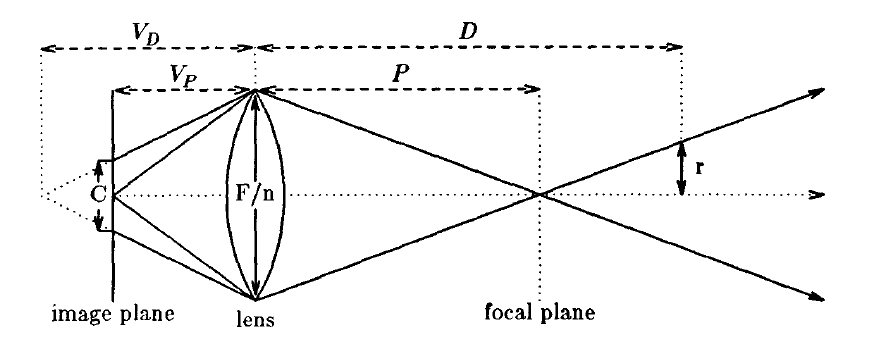 V_D
D
V_P
P
C
F/n
r
image plane
lens
focal plane